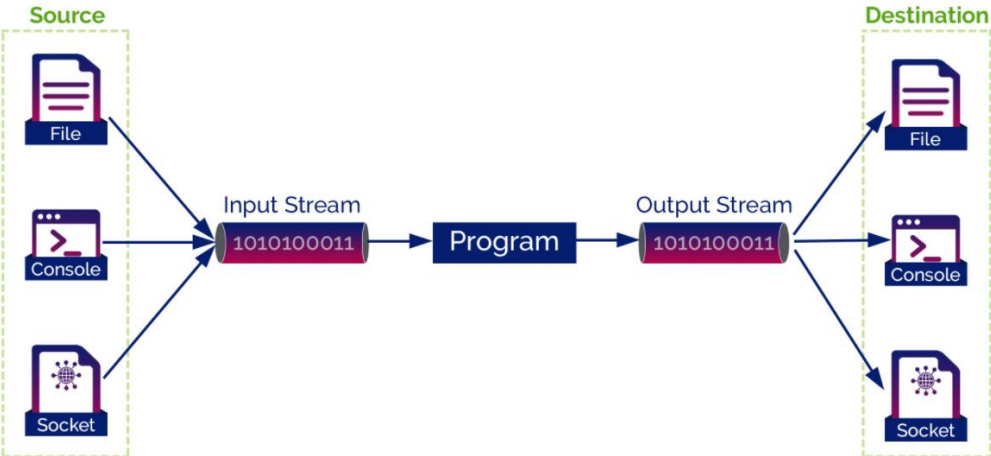 Source
File
Console
Socket
Input Stream
1010100011
Program
Output Stream
1010100011
Destination
File
Console
Socket